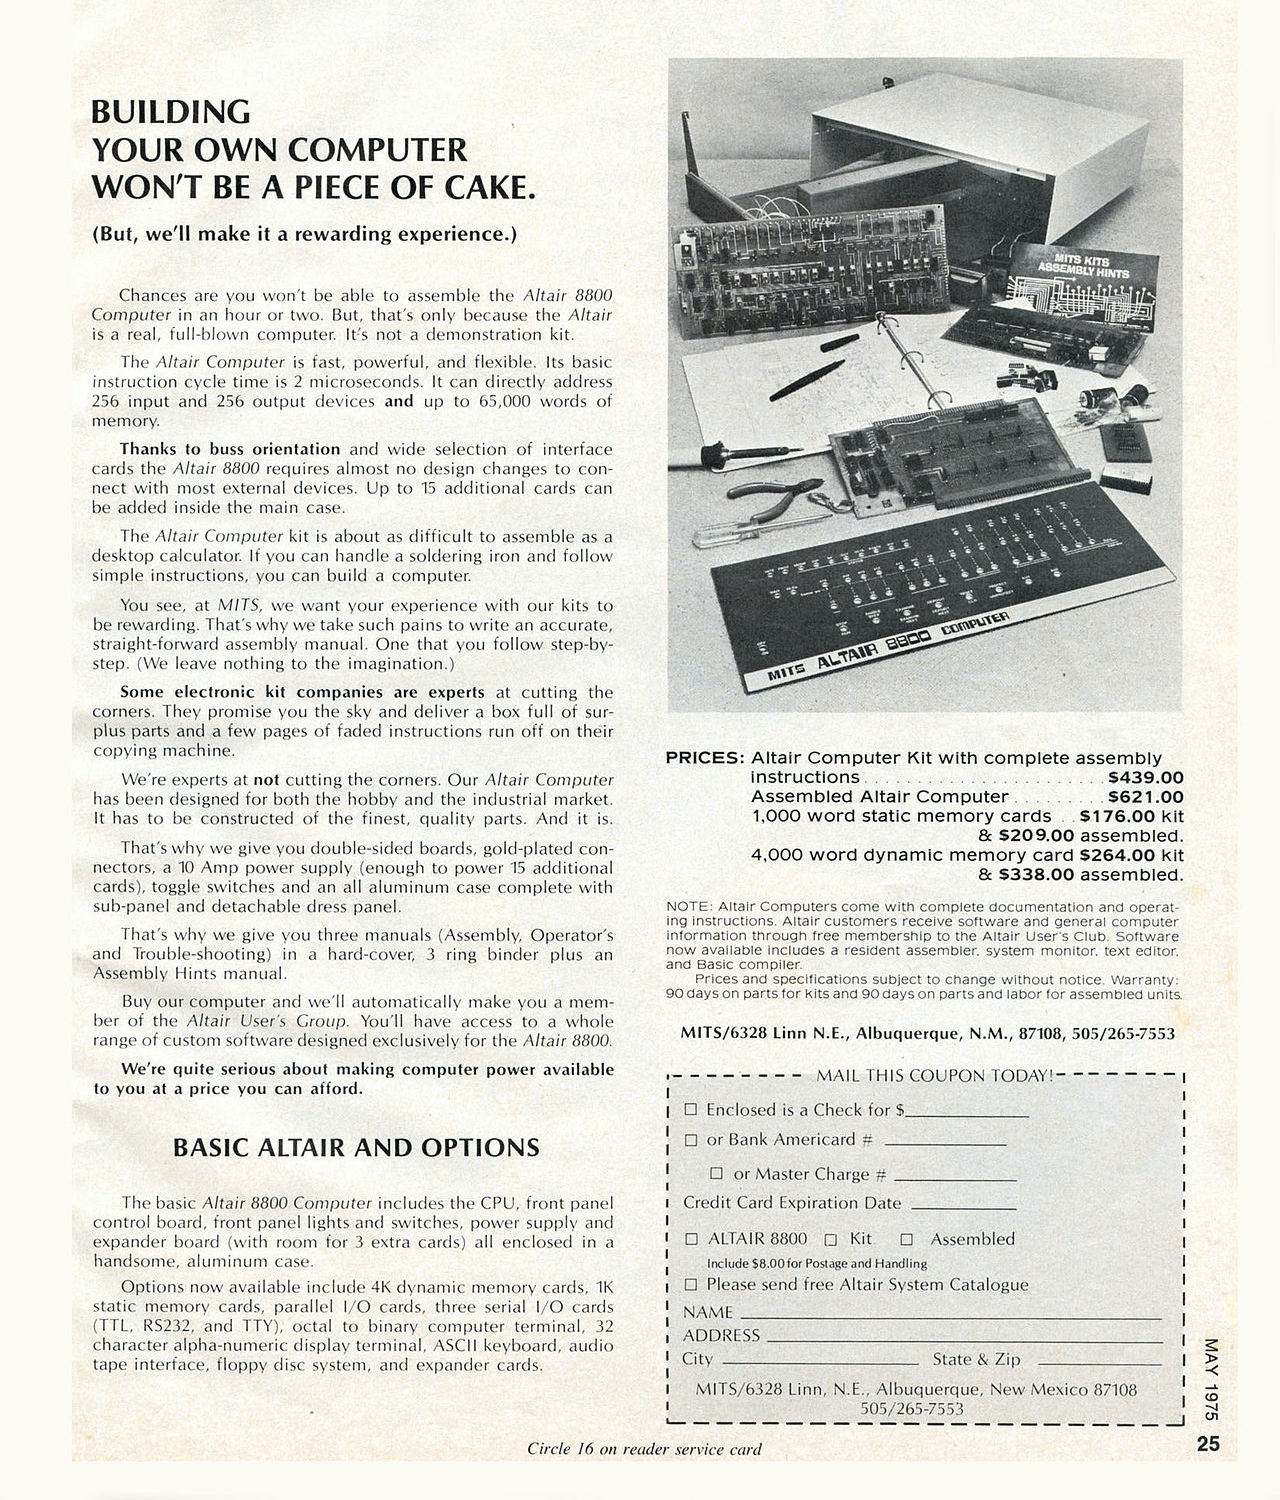 BUILDING
YOUR OWN COMPUTER
WON'T BE A PIECE OF CAKE.
(But, we'll make it a rewarding experience.)
Chances are you won't be able to assemble the Altair 8800
Computer in an hour or two. But, that's only because the Altair
is a real, full-blown computer. It's not a demonstration kit.
The Altair Computer is fast, powerful, and flexible. Its basic
instruction cycle time is 2 microseconds. It can directly address
256 input and 256 output devices and up to 65,000 words of
memory.
Thanks to buss orientation and wide selection of interface
cards the Altair 8800 requires almost no design changes to con-
nect with most external devices. Up to 15 additional cards can
be added inside the main case.
The Altair Computer kit is about as difficult to assemble as a
desktop calculator. If you can handle a soldering iron and follow
simple instructions, you can build a computer.
You see, at MITS, we want your experience with our kits to
be rewarding. That's why we take such pains to write an accurate,
straight-forward assembly manual. One that you follow step-by-
step. (We leave nothing to the imagination.)
Some electronic kit companies are experts at cutting the
corners. They promise you the sky and deliver a box full of sur-
plus parts and a few pages of faded instructions run off on their
copying machine.
We're experts at not cutting the corners. Our Altair Computer
has been designed for both the hobby and the industrial market.
It has to be constructed of the finest, quality parts. And it is.
That's why we give you double-sided boards, gold-plated con-
nectors, a 10 Amp power supply (enough to power 15 additional
cards), toggle switches and an all aluminum case complete with
sub-panel and detachable dress panel.
That's why we give you three manuals (Assembly, Operator's
and Trouble-shooting) in a hard-cover, 3 ring binder plus an
Assembly Hints manual.
Buy our computer and we'll automatically make you a mem-
ber of the Altair User's Group. You'll have access to a whole
range of custom software designed exclusively for the Altair 8800.
We're quite serious about making computer power available
to you at a price you can afford.
BASIC ALTAIR AND OPTIONS
The basic Altair 8800 Computer includes the CPU, front panel
control board, front panel lights and switches, power supply and
expander board (with room for 3 extra cards) all enclosed in a
handsome, aluminum case.
Options now available include 4K dynamic memory cards, 1K
static memory cards, parallel I/O cards, three serial I/O cards
(TTL, RS232, and TTY), octal to binary computer terminal, 32
character alpha-numeric display terminal, ASCII keyboard, audio
tape interface, floppy disc system, and expander cards.
MITS KITS
ASSEMBLY HINTS
MITS ALTAIR 8800 COMPUTER
PRICES: Altair Computer Kit with complete assembly
instructions . . . . . . . . . . . . . . . . . . . . . . . $439.00
Assembled Altair Computer . . . . . . . . . $621.00
1,000 word static memory cards . . $176.00 kit
& $209.00 assembled.
4,000 word dynamic memory card $264.00 kit
& $338.00 assembled.
NOTE: Altair Computers come with complete documentation and operat-
ing instructions. Altair customers receive software and general computer
information through free membership to the Altair User's Club. Software
now available includes a resident assembler, system monitor, text editor,
and Basic compiler.
Prices and specifications subject to change without notice. Warranty:
90 days on parts for kits and 90 days on parts and labor for assembled units.
MITS/6328 Linn N.E., Albuquerque, N.M., 87108, 505/265-7553
MAIL THIS COUPON TODAY!
☐ Enclosed is a Check for $
☐ or Bank Americard #
☐ or Master Charge #
Credit Card Expiration Date
☐ ALTAIR 8800 ☐ Kit ☐ Assembled
Include $8.00 for Postage and Handling
☐ Please send free Altair System Catalogue
NAME
ADDRESS
City State & Zip
MITS/6328 Linn, N.E., Albuquerque, New Mexico 87108
505/265-7553
MAY 1975
25
Circle 16 on reader service card